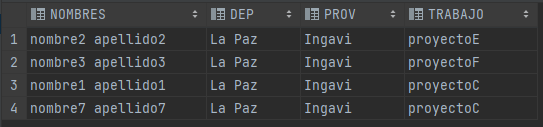 NOMBRES DEP PROV TRABAJO
1 nombre2 apellido2 La Paz Ingavi proyectoE
2 nombre3 apellido3 La Paz Ingavi proyectoF
3 nombre1 apellido1 La Paz Ingavi proyectoC
4 nombre7 apellido7 La Paz Ingavi proyectoC